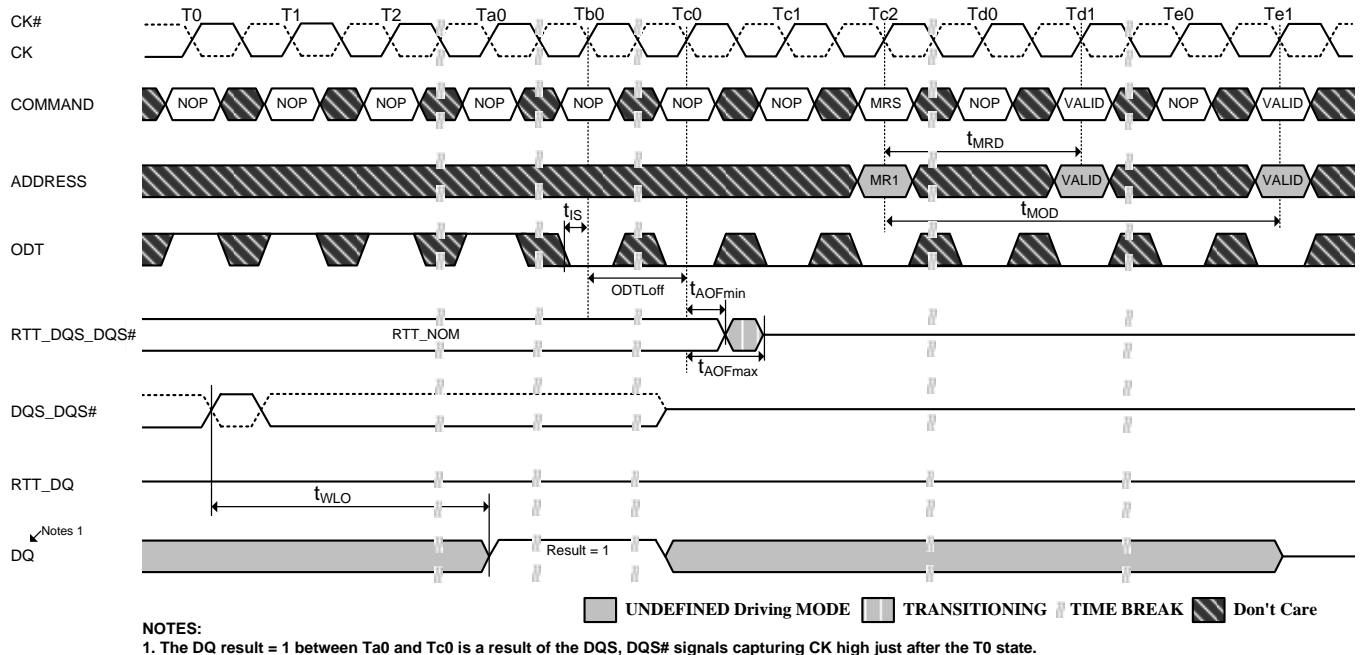 T0 T1 T2 Ta0 Tb0 Tc0 Tc1 Tc2 Td0 Td1 Te0 Te1
CK#
CK
COMMAND NOP NOP NOP NOP NOP NOP NOP MRS NOP VALID NOP VALID
tMRD
ADDRESS MR1 VALID VALID
tIS tMOD
ODT
ODTLoff tAOFmin
RTT_DQS_DQS# RTT_NOM
tAOFmax
DQS_DQS#
RTT_DQ
tWLO
Notes 1
DQ Result = 1
UNDEFINED Driving MODE TRANSITIONING TIME BREAK Don't Care
NOTES:
1. The DQ result = 1 between Ta0 and Tc0 is a result of the DQS, DQS# signals capturing CK high just after the T0 state.